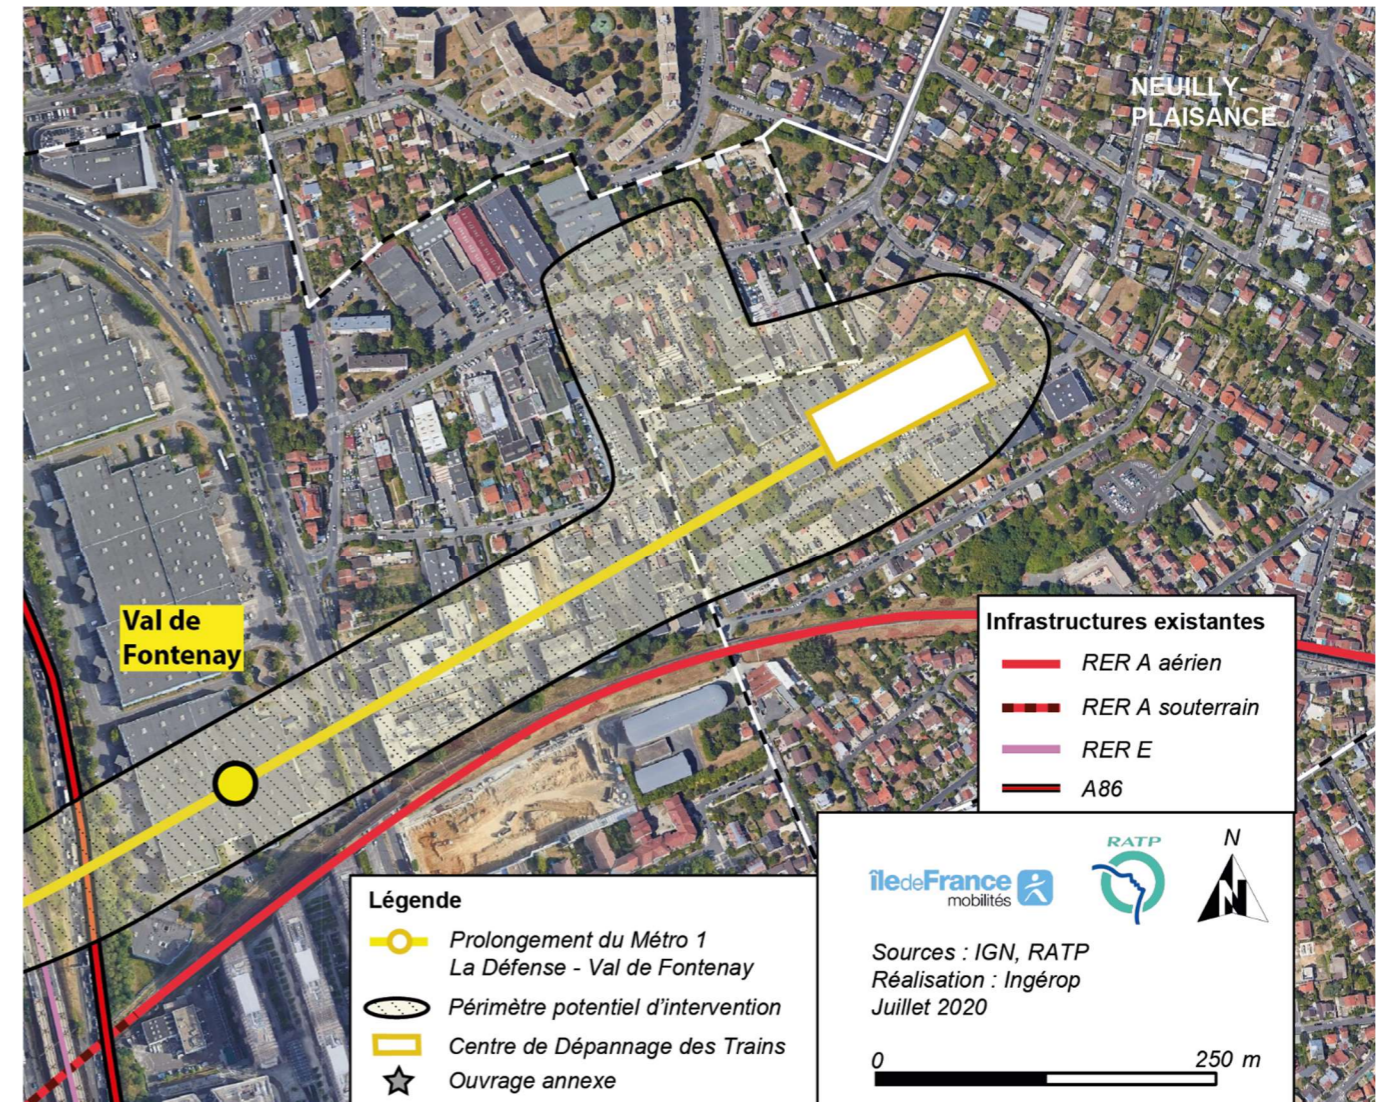 NEUILLY-
PLAISANCE
Val de
Fontenay
Infrastructures existantes
RER A aérien
RER A souterrain
RER E
A86
Légende
Prolongement du Métro 1
La Défense - Val de Fontenay
Périmètre potentiel d'intervention
Centre de Dépannage des Trains
Ouvrage annexe
îledeFrance
mobilités
RATP
N
N
Sources : IGN, RATP
Réalisation : Ingérop
Juillet 2020
0 250 m